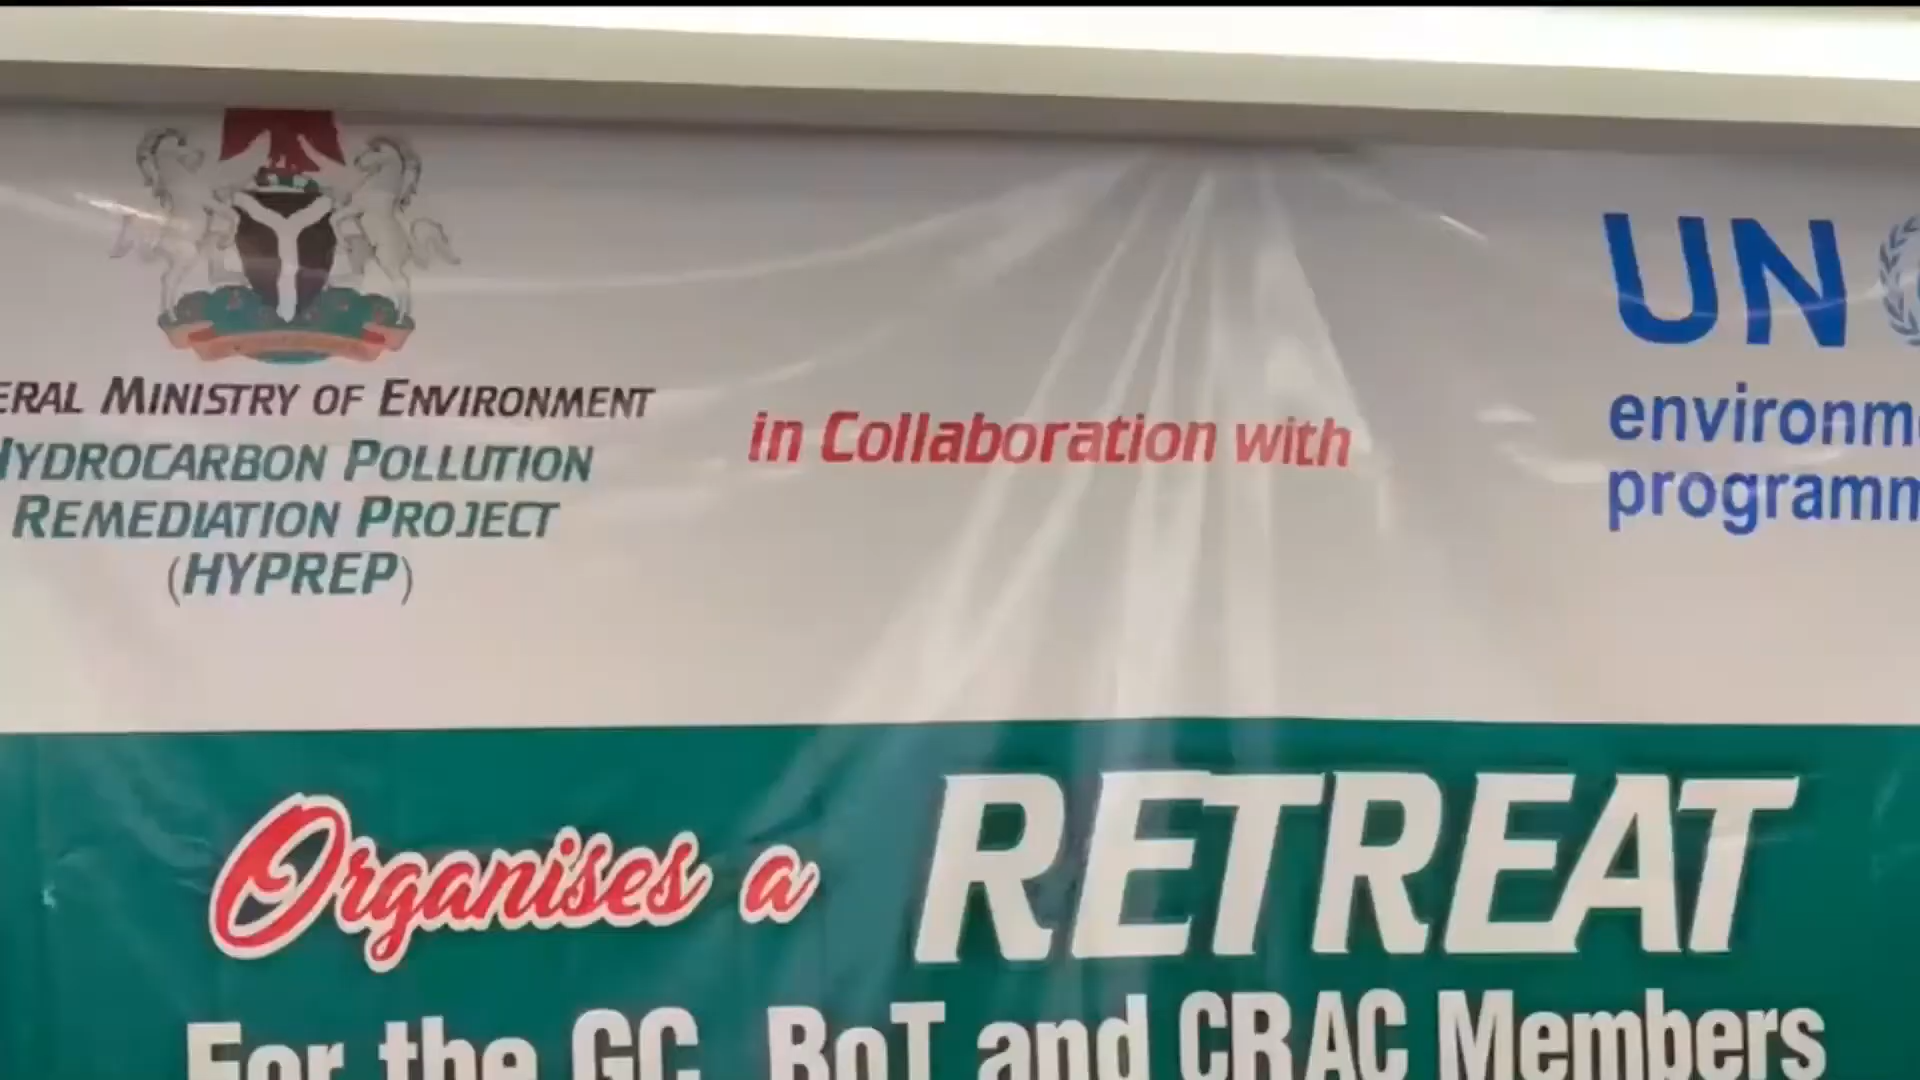 ERAL MINISTRY OF ENVIRONMENT
HYDROCARBON POLLUTION
REMEDIATION PROJECT
(HYPREP)
in Collaboration with
UN
environm
programm
Organises a RETREAT
For the GC, BoT and CRAC Members